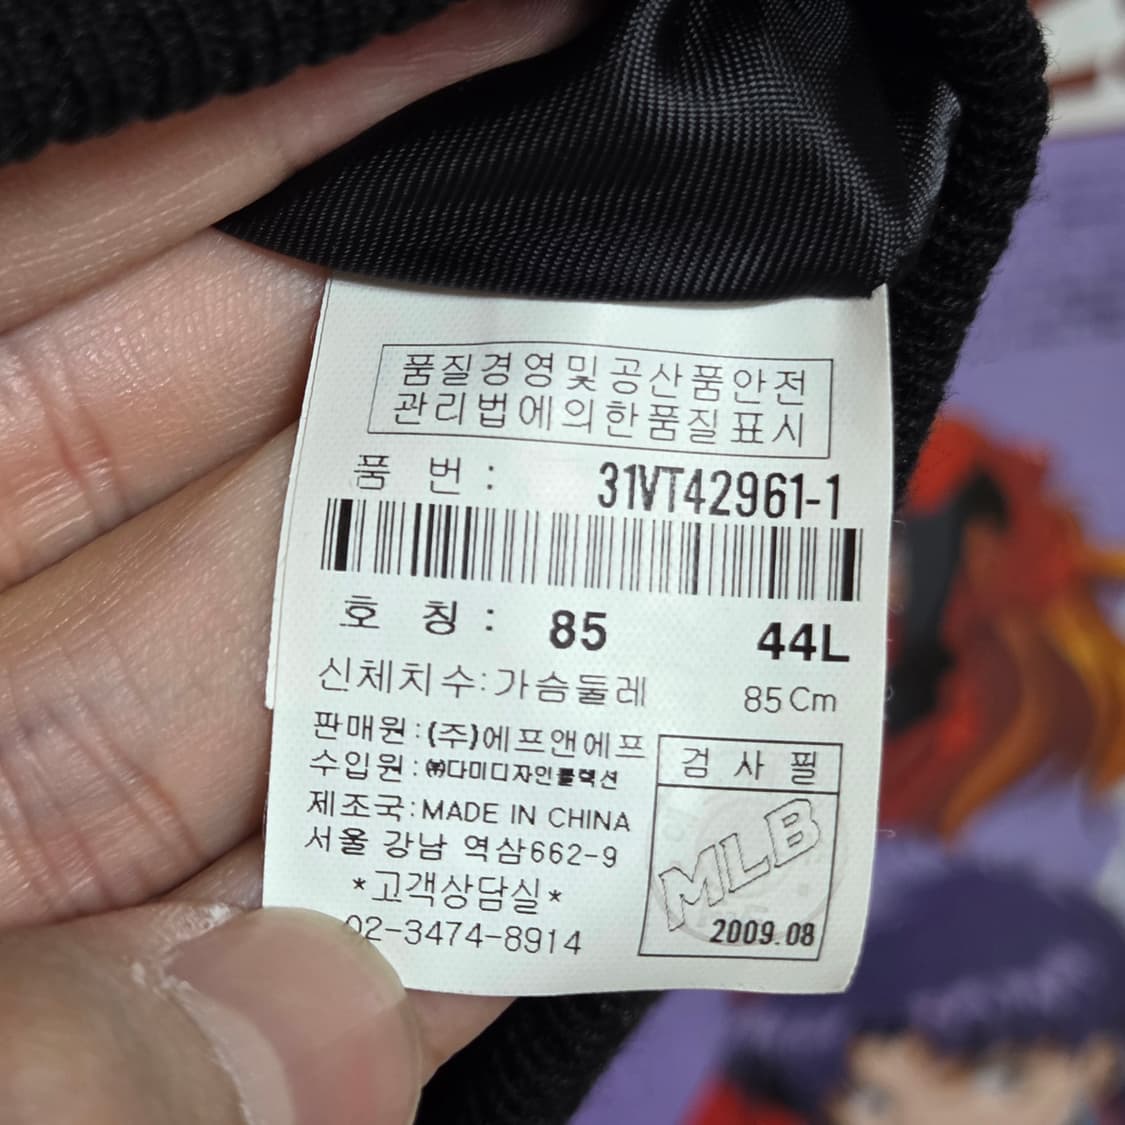 품질경영및공산품안전
관리법에의한품질표시
품 번 : 31VT42961-1
호 칭 : 85 44L
신체치수:가슴둘레 85Cm
판매원:(주)에프앤에프
수입원:㈜다미디자인콜렉션
제조국:MADE IN CHINA
서울 강남 역삼662-9
*고객상담실*
02-3474-8914
검 사 필
MLB
2009.08